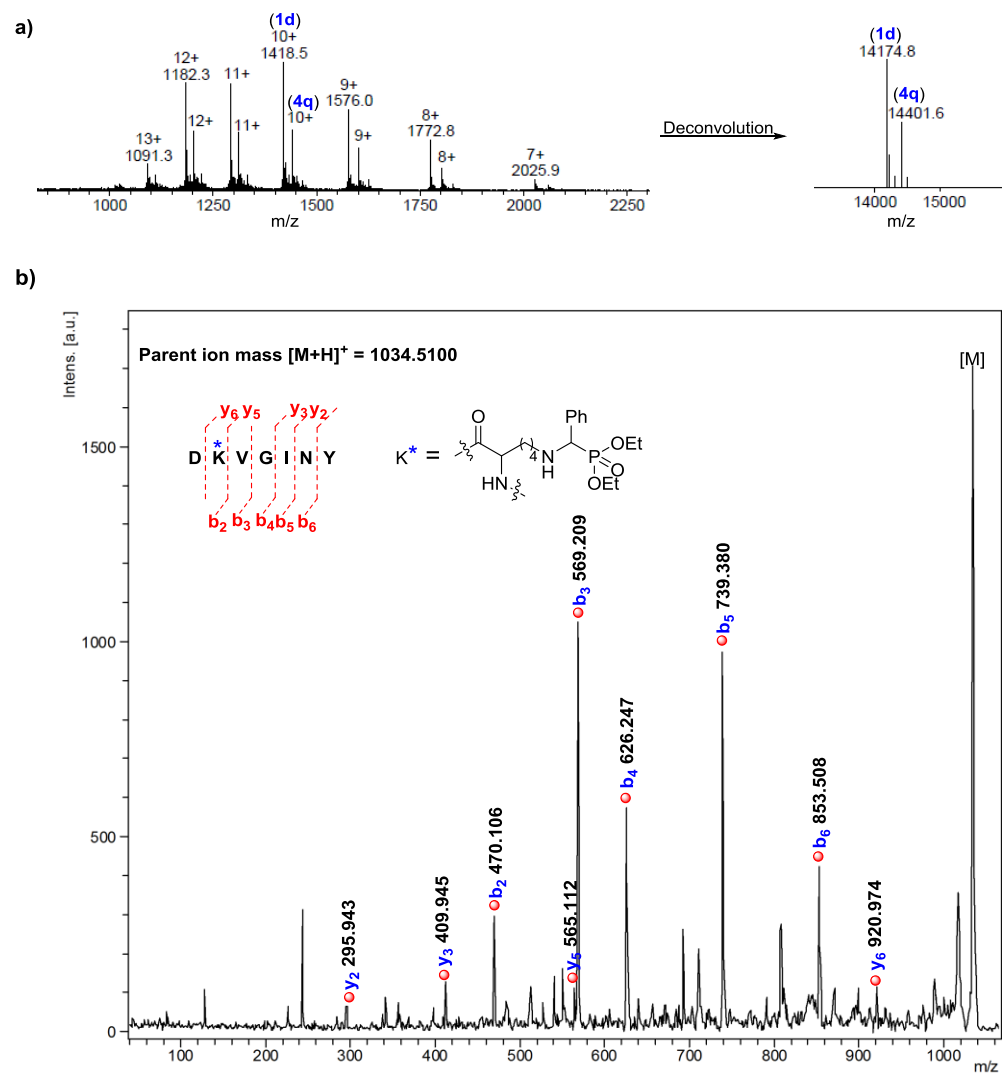 a)
(1d)
10+
1418.5
12+
1182.3
11+
(4q)
10+
9+
1576.0
8+
1772.8
12+
11+
13+
1091.3
9+
8+
7+
2025.9
1000
1250
1500
1750
2000
2250
m/z
Deconvolution
(1d)
14174.8
(4q)
14401.6
14000
15000
m/z
b)
Intens. [a.u.]
Parent ion mass [M+H]+ = 1034.5100
[M]
y6 y5 y3 y2
D K* V G I N Y
b2 b3 b4 b5 b6
K* =
O
HN
4
N
H
Ph
P
OEt
O
OEt
1500
1000
500
0
y2 295.943
y3 409.945
b2 470.106
y5 565.112
b3 569.209
b4 626.247
b5 739.380
b6 853.508
y6 920.974
100
200
300
400
500
600
700
800
900
1000
m/z